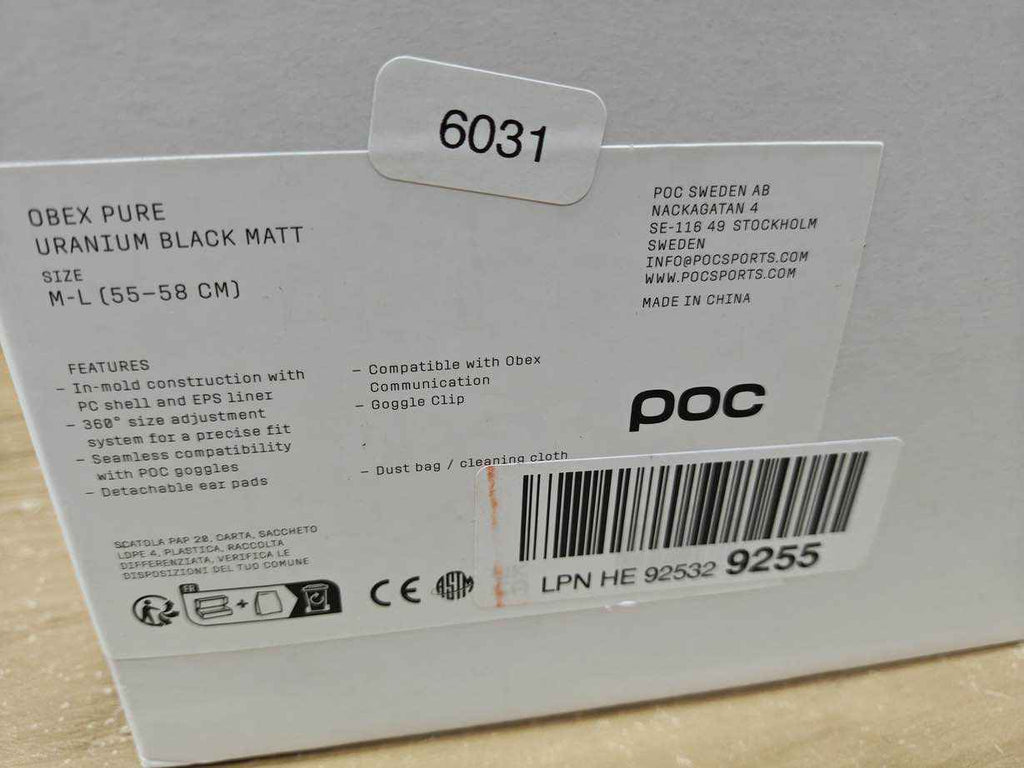 6031
OBEX PURE
URANIUM BLACK MATT
SIZE
M-L (55–58 CM)
POC SWEDEN AB
NACKAGATAN 4
SE-116 49 STOCKHOLM
SWEDEN
INFO@POCSPORTS.COM
WWW.POCSPORTS.COM
MADE IN CHINA
FEATURES
– In-mold construction with
PC shell and EPS liner
– 360° size adjustment
system for a precise fit
– Seamless compatibility
with POC goggles
– Detachable ear pads
– Compatible with Obex
Communication
– Goggle Clip
– Dust bag / cleaning cloth
poc
SCATOLA PAP 20, CARTA, SACCHETO
LDPE 4, PLASTICA, RACCOLTA
DIFFERENZIATA, VERIFICA LE
DISPOSIZIONI DEL TUO COMUNE
FR
+
CE
ASTM
LPN HE 92532 9255